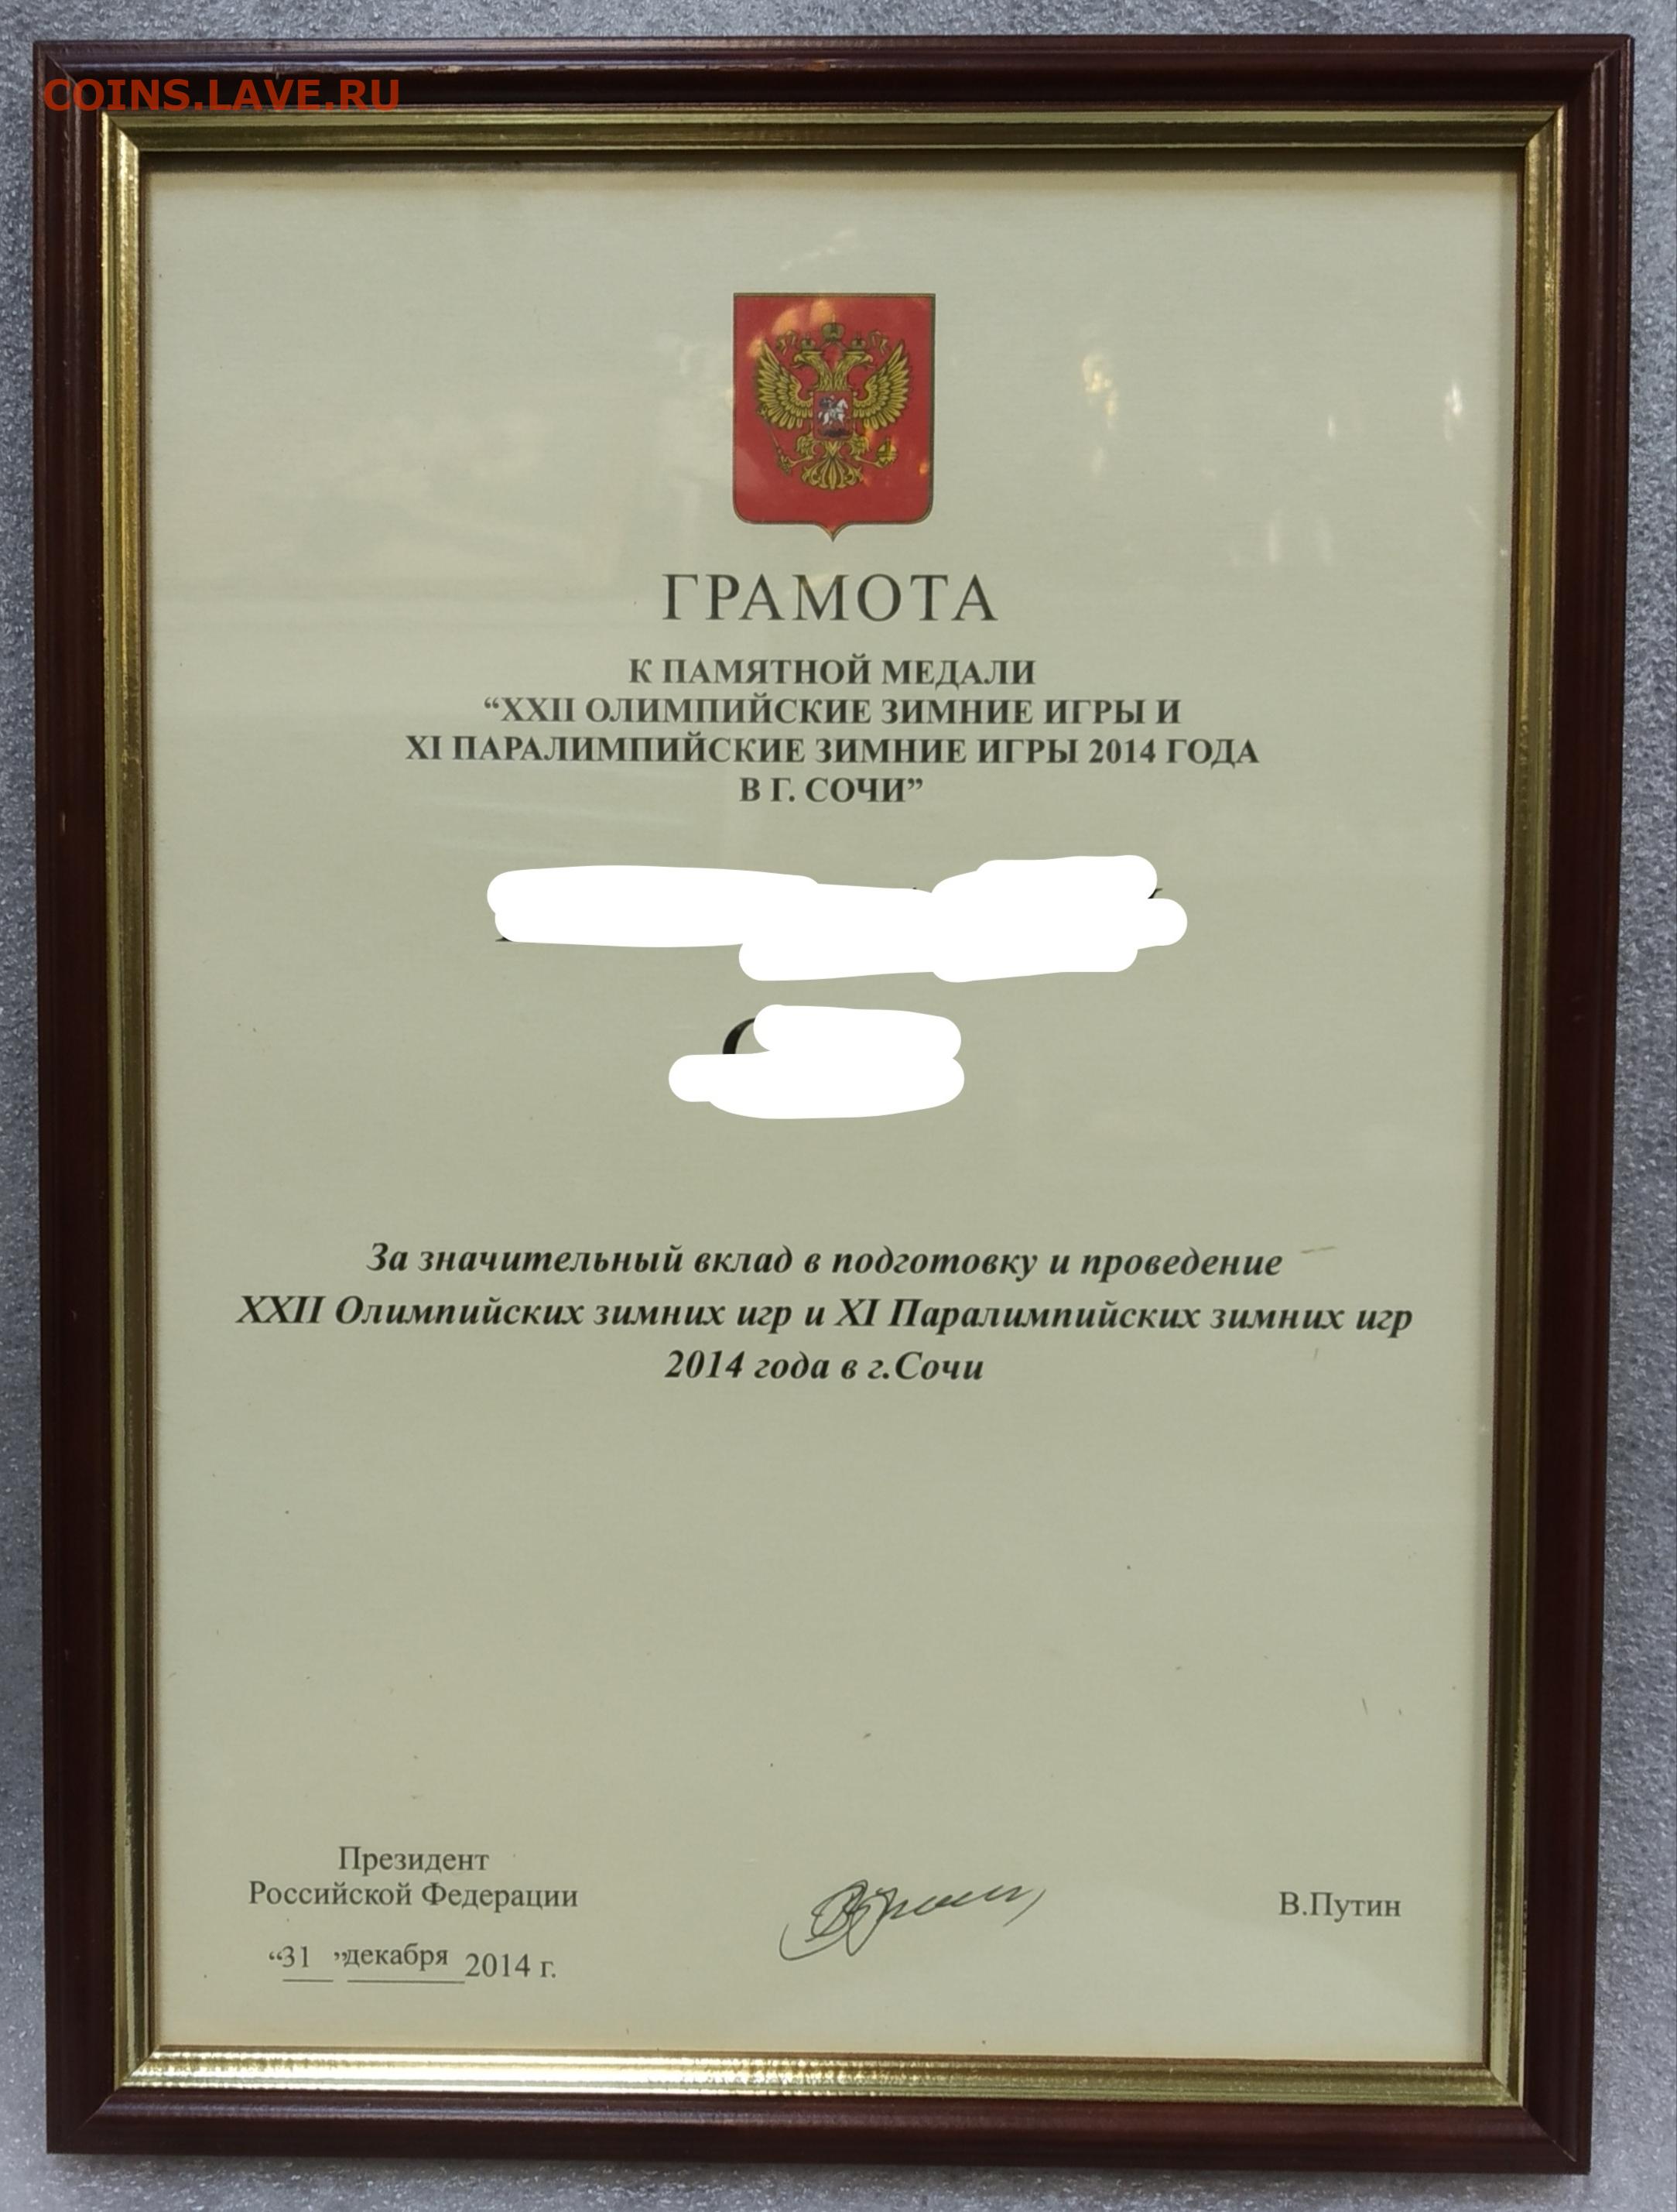 COINS.LAVE.RU
ГРАМОТА
К ПАМЯТНОЙ МЕДАЛИ
“XXII ОЛИМПИЙСКИЕ ЗИМНИЕ ИГРЫ И
XI ПАРАЛИМПИЙСКИЕ ЗИМНИЕ ИГРЫ 2014 ГОДА
В Г. СОЧИ”
За значительный вклад в подготовку и проведение
XXII Олимпийских зимних игр и XI Паралимпийских зимних игр
2014 года в г.Сочи
Президент
Российской Федерации
В.Путин
“31 ” декабря 2014 г.